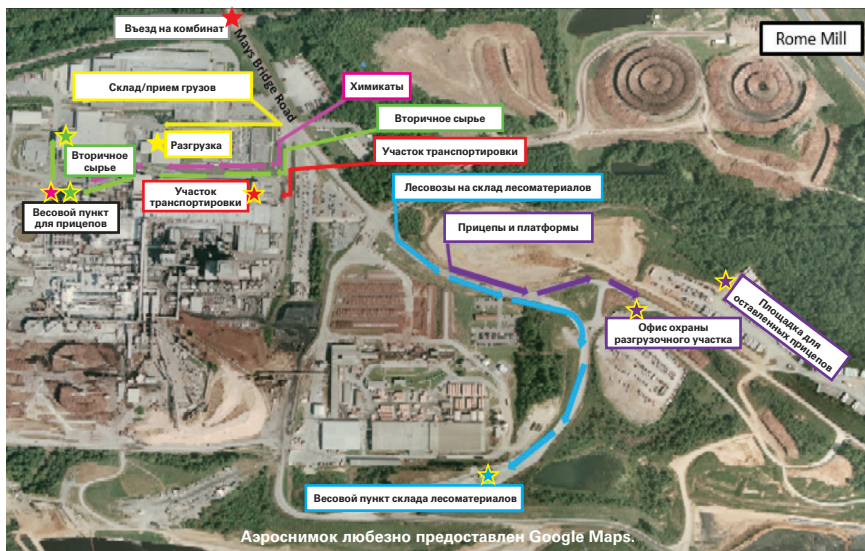 Въезд на комбинат
Rome Mill
Mays Bridge Road
Склад/прием грузов
Химикаты
Вторичное сырье
Разгрузка
Участок транспортировки
Вторичное
сырье
Лесовозы на склад лесоматериалов
Участок
транспортировки
Весовой пункт
для прицепов
Прицепы и платформы
Площадка для
оставленных прицепов
Офис охраны
разгрузочного участка
Весовой пункт склада лесоматериалов
Аэроснимок любезно предоставлен Google Maps.